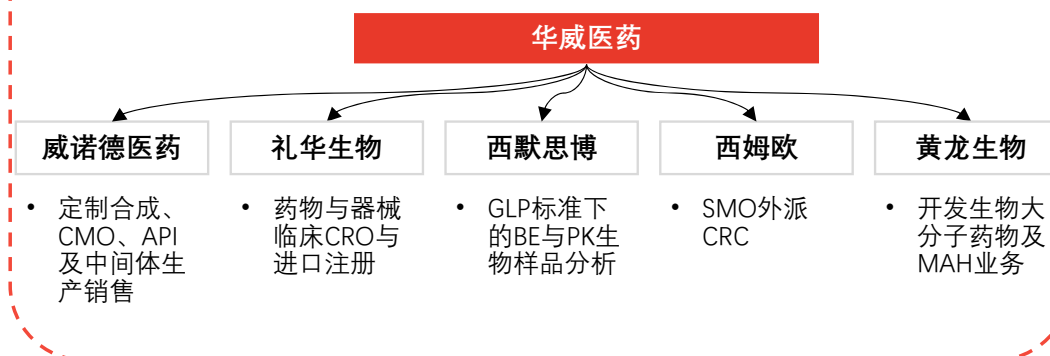 华威医药
威诺德医药
礼华生物
西默思博
西姆欧
黄龙生物
• 定制合成、
CMO、API
及中间体生
产销售
• 药物与器械
临床CRO与
进口注册
• GLP标准下
的BE与PK生
物样品分析
• SMO外派
CRC
• 开发生物大
分子药物及
MAH业务